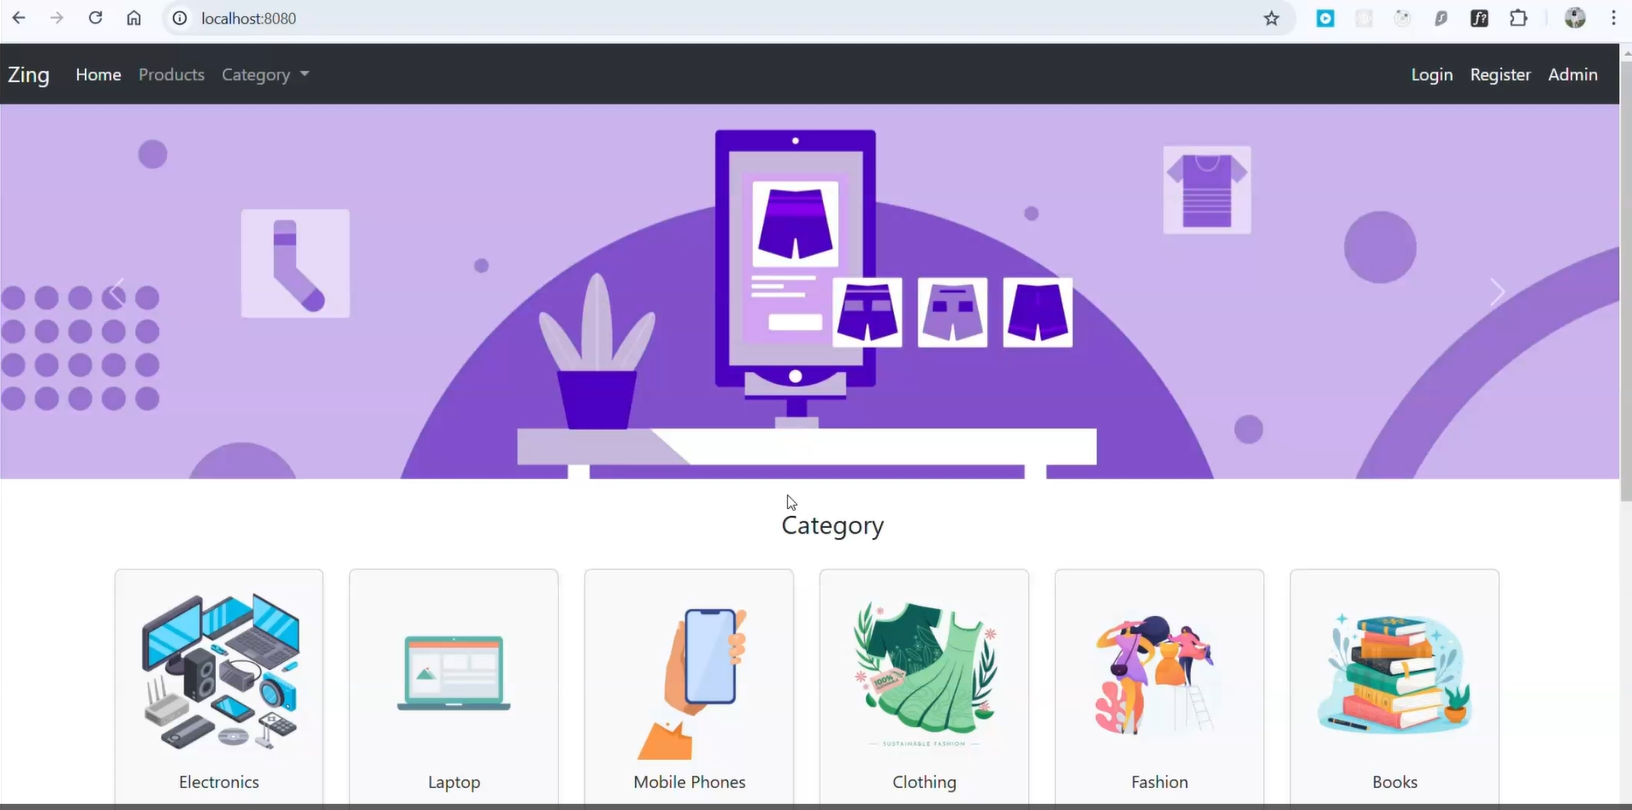 localhost:8080
Zing Home Products Category Login Register Admin
Category
100%
SUSTAINABLE FASHION
Electronics Laptop Mobile Phones Clothing Fashion Books